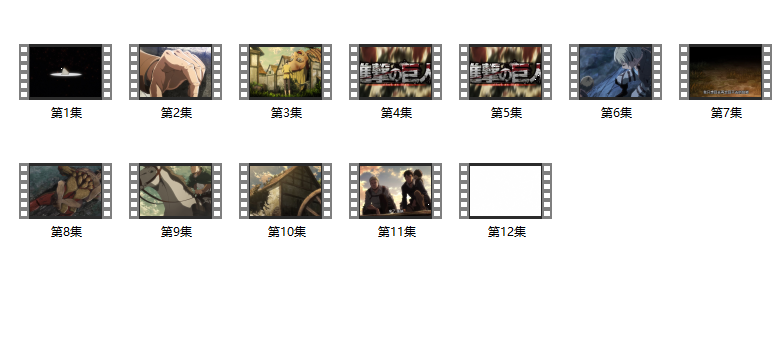 進撃の巨人
進撃の巨人
第1集
第2集
第3集
第4集
第5集
第6集
第7集
第8集
第9集
第10集
第11集
第12集